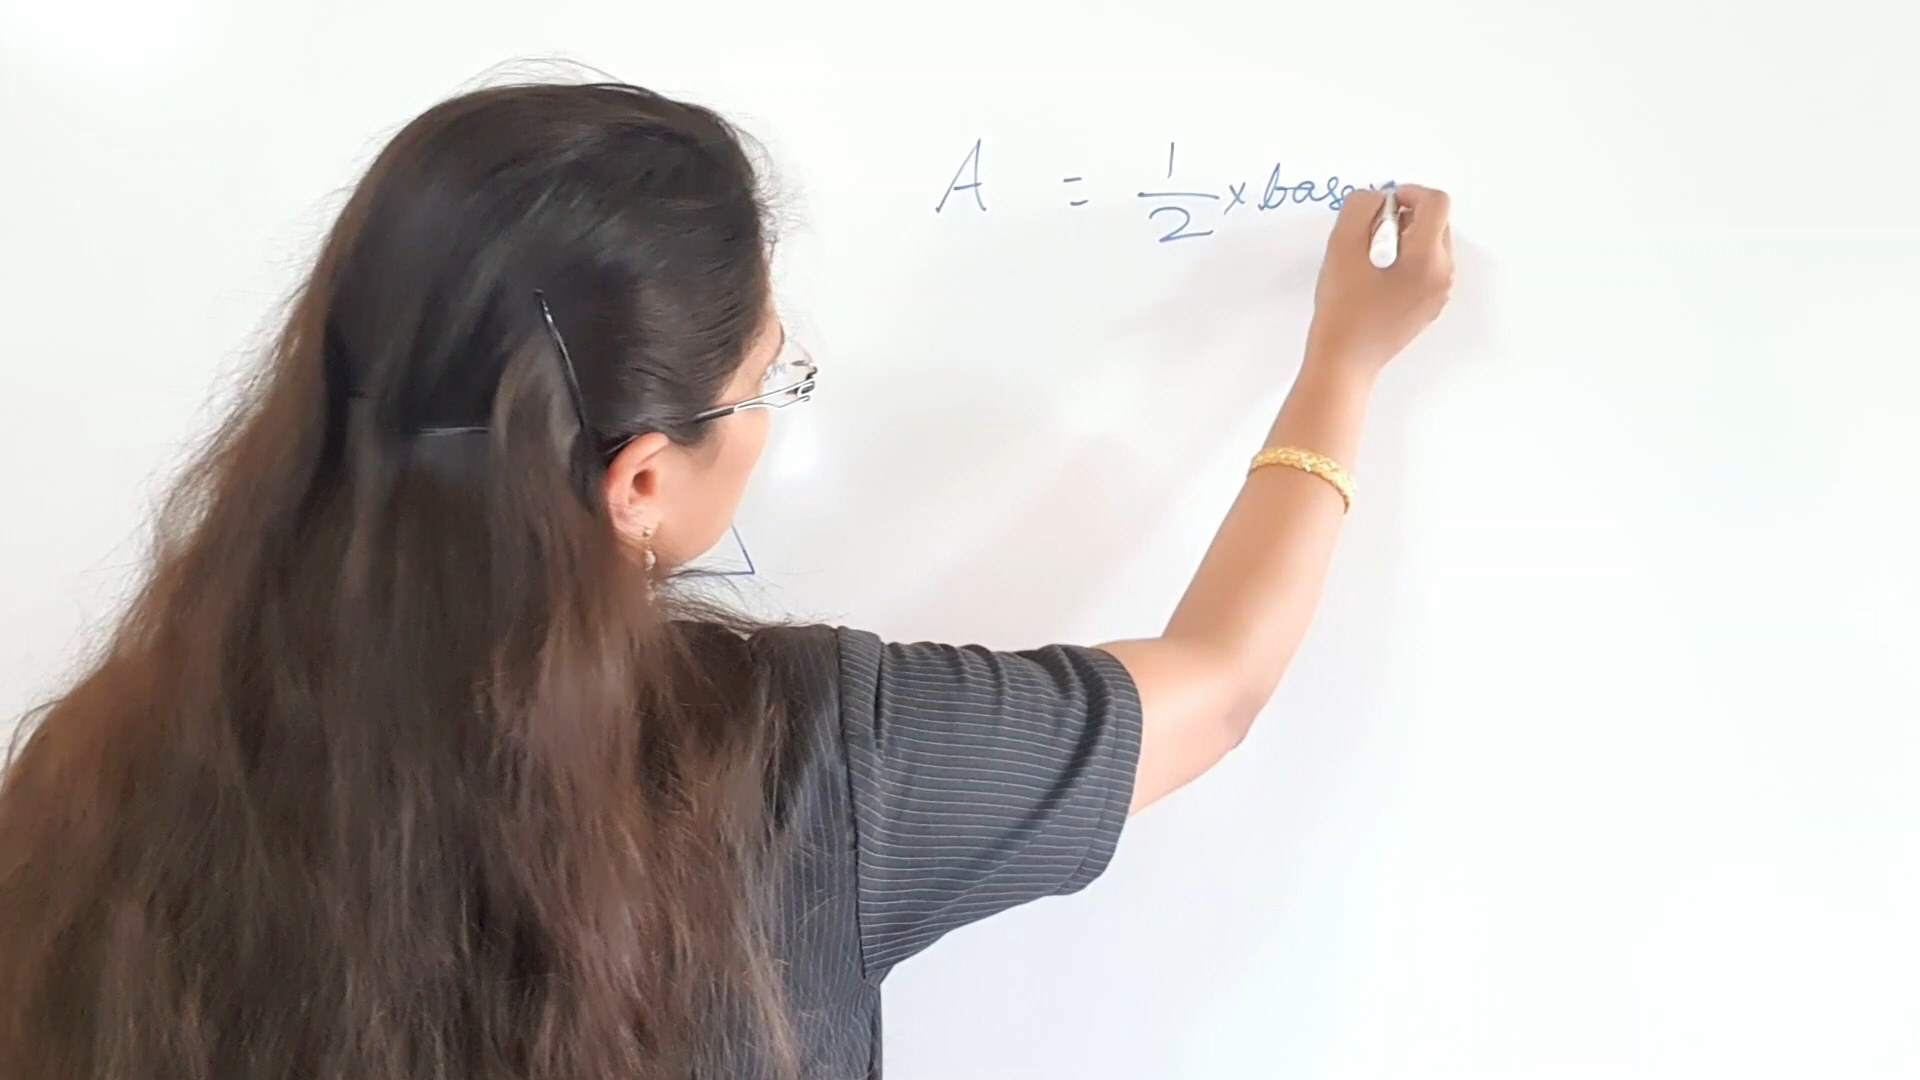 A = 1/2 × base ×